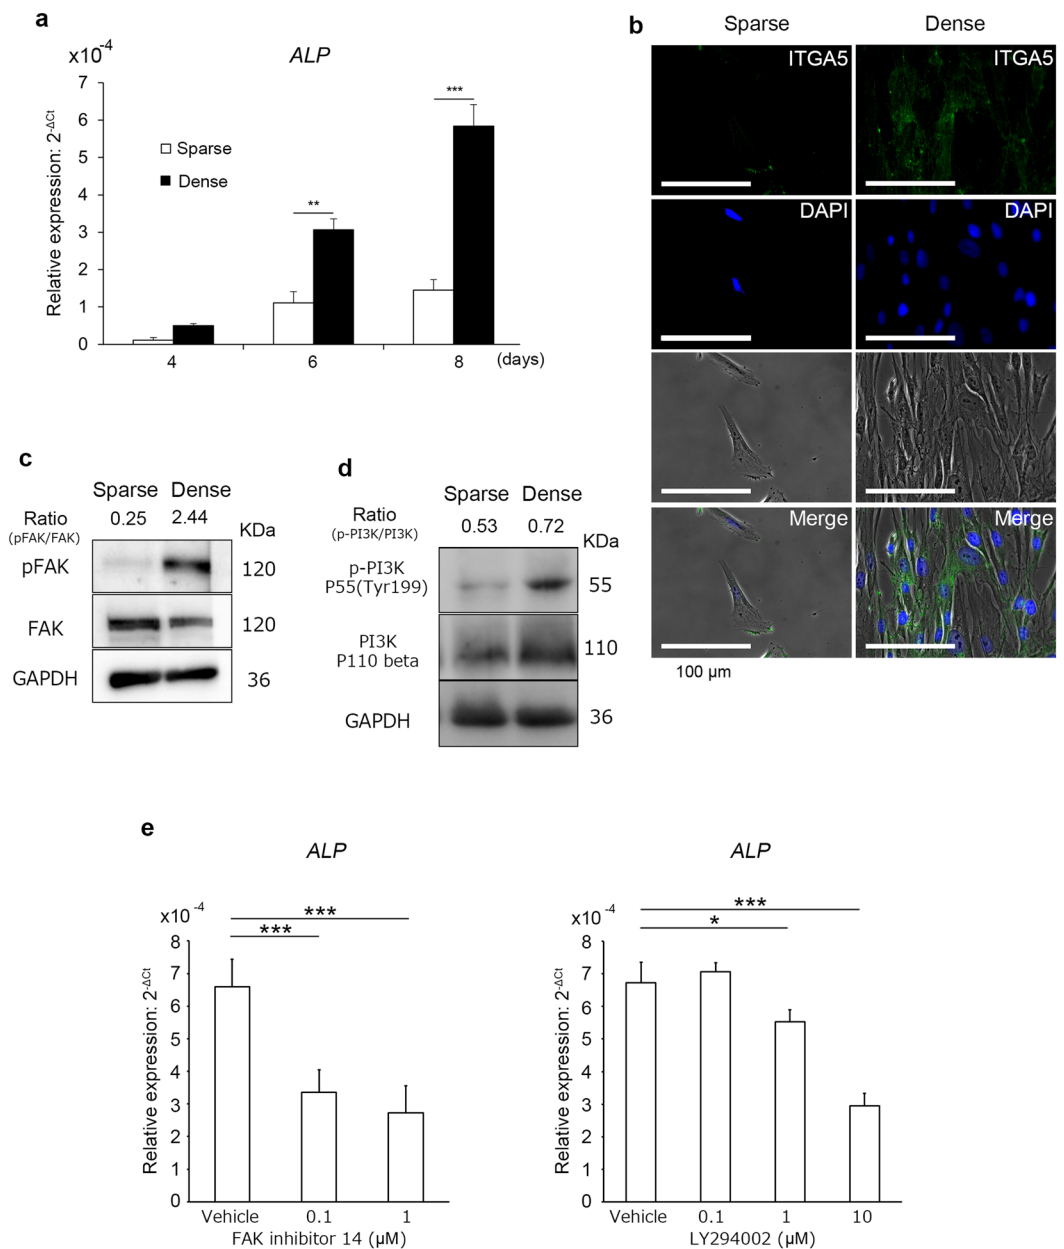 a
x10-4
ALP
7
6
5
4
3
2
1
0
Relative expression: 2-ΔCt
Sparse
Dense
**
***
4 6 8 (days)
b
Sparse Dense
ITGA5 ITGA5
DAPI DAPI
Merge Merge
100 µm
c
Sparse Dense
Ratio 0.25 2.44
(pFAK/FAK)
KDa
pFAK 120
FAK 120
GAPDH 36
d
Sparse Dense
Ratio 0.53 0.72
(p-PI3K/PI3K)
KDa
p-PI3K
P55(Tyr199) 55
PI3K
P110 beta 110
GAPDH 36
e
ALP
x10-4
***
***
8
7
6
5
4
3
2
1
0
Relative expression: 2-ΔCt
Vehicle 0.1 1
FAK inhibitor 14 (µM)
ALP
x10-4
***
*
8
7
6
5
4
3
2
1
0
Relative expression: 2-ΔCt
Vehicle 0.1 1 10
LY294002 (µM)